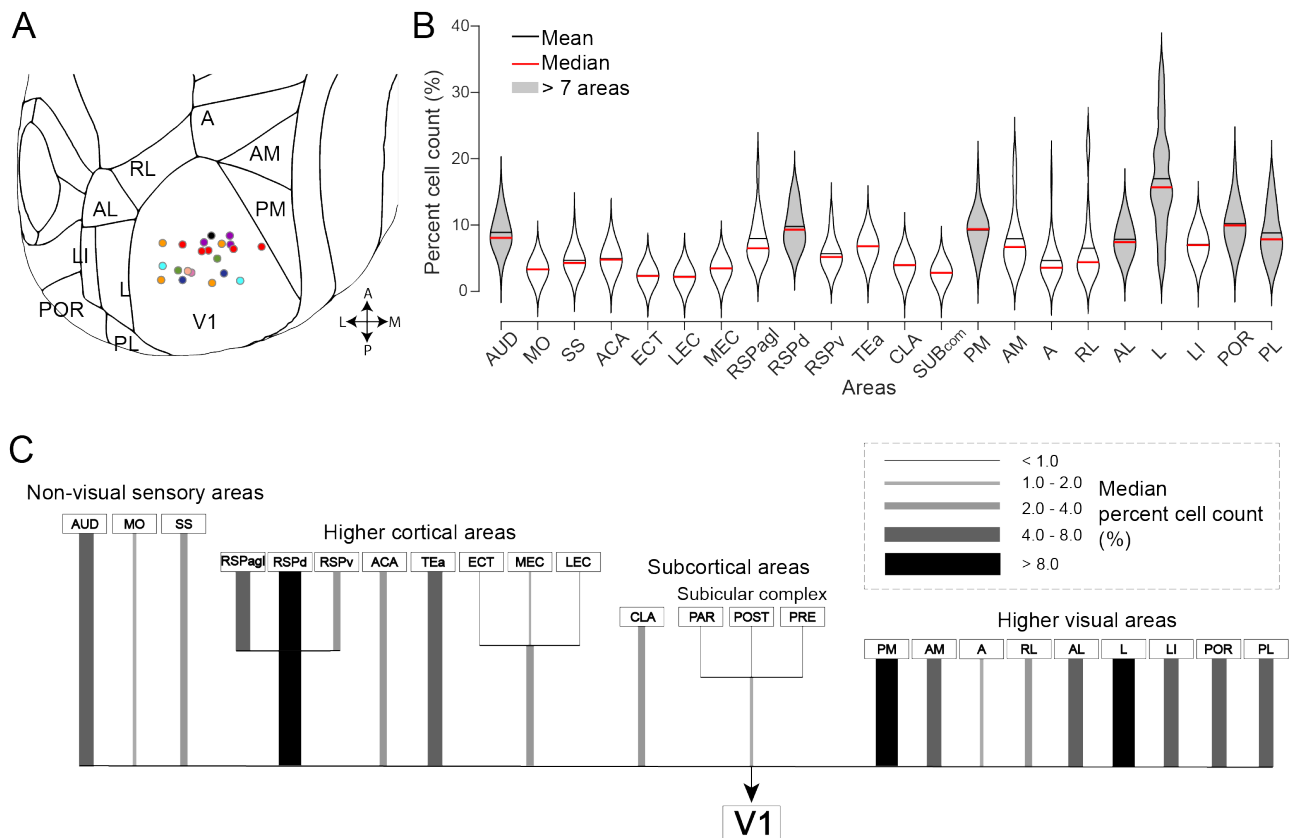 A
A
RL
AM
AL
PM
LI
L
POR
V1
PL
A
L M
P
B
Percent cell count (%)
40
30
20
10
0
Mean
Median
> 7 areas
AUD MO SS ACA ECT LEC MEC RSPagl RSPd RSPv TEa CLA SUBcom PM AM A RL AL L LI POR PL
Areas
C
Non-visual sensory areas
AUD MO SS
Higher cortical areas
RSPagl RSPd RSPv ACA TEa ECT MEC LEC
Subcortical areas
Subicular complex
CLA PAR POST PRE
< 1.0
1.0 - 2.0
2.0 - 4.0
4.0 - 8.0
> 8.0
Median
percent cell count
(%)
Higher visual areas
PM AM A RL AL L LI POR PL
V1